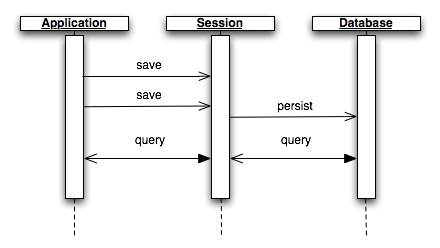 Application
Session
Database
save
save
persist
query
query